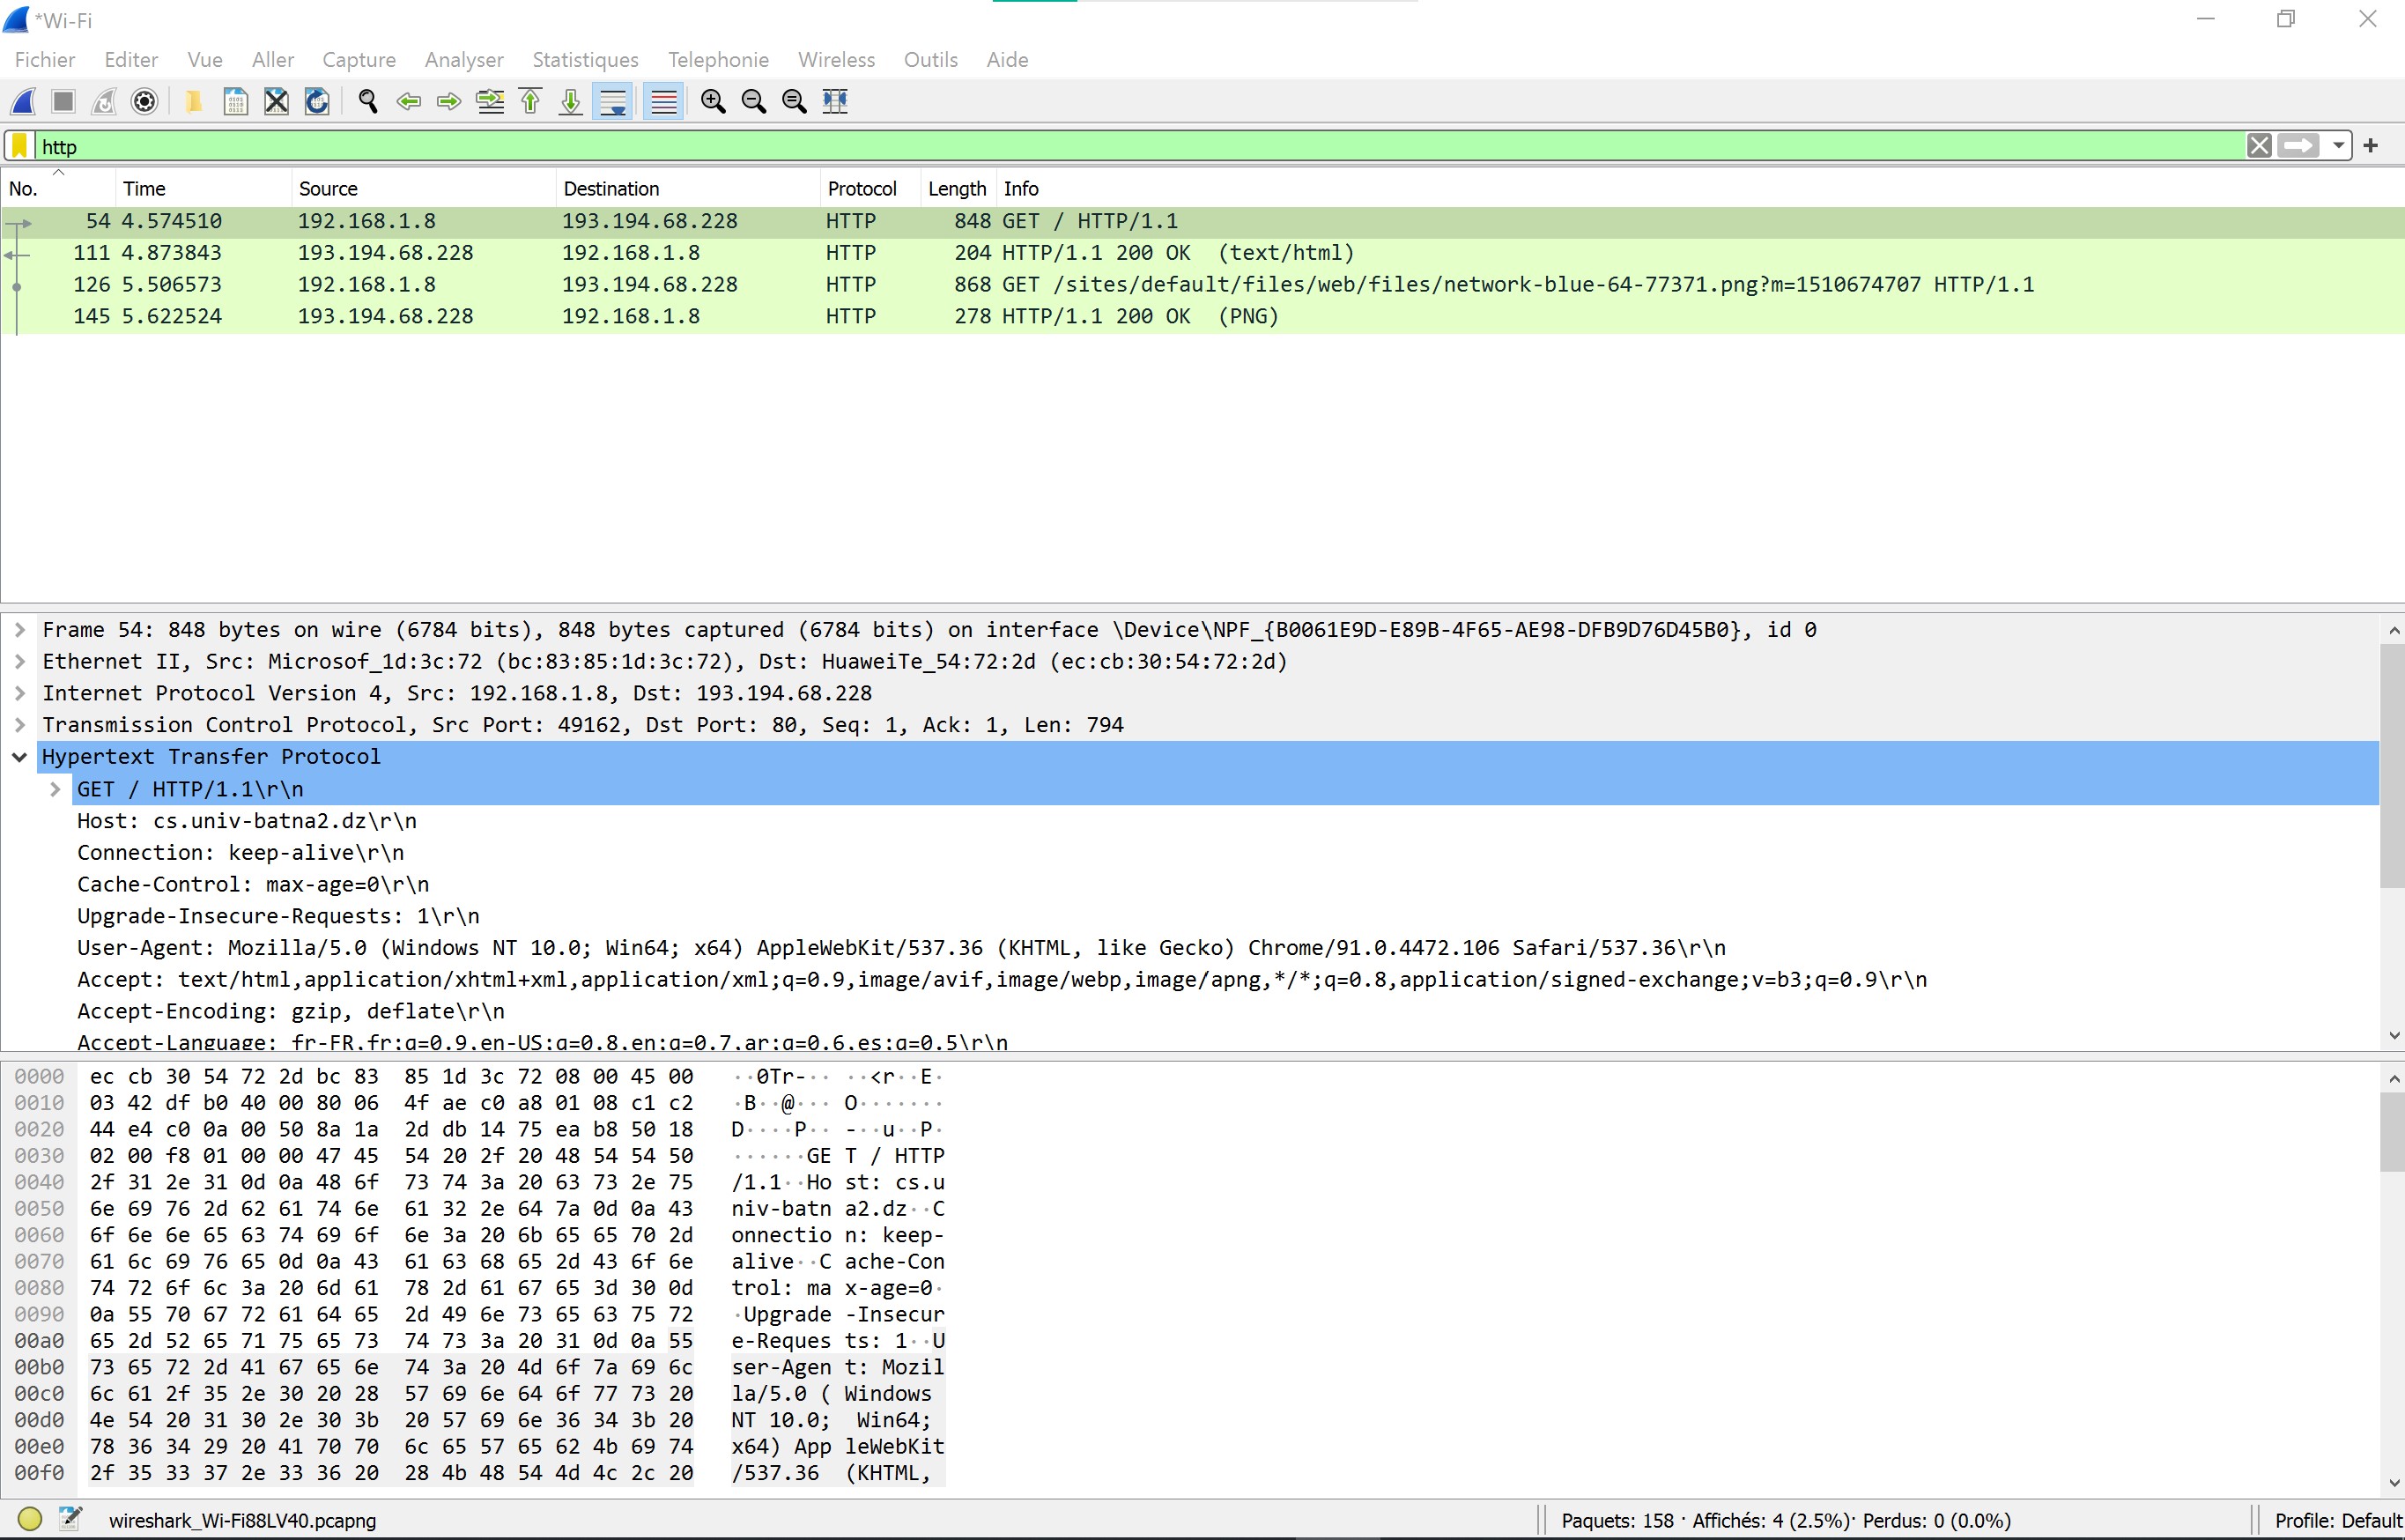 *Wi-Fi
Fichier Editer Vue Aller Capture Analyser Statistiques Telephonie Wireless Outils Aide
http
No. Time Source Destination Protocol Length Info
54 4.574510 192.168.1.8 193.194.68.228 HTTP 848 GET / HTTP/1.1
111 4.873843 193.194.68.228 192.168.1.8 HTTP 204 HTTP/1.1 200 OK (text/html)
126 5.506573 192.168.1.8 193.194.68.228 HTTP 868 GET /sites/default/files/web/files/network-blue-64-77371.png?m=1510674707 HTTP/1.1
145 5.622524 193.194.68.228 192.168.1.8 HTTP 278 HTTP/1.1 200 OK (PNG)
Frame 54: 848 bytes on wire (6784 bits), 848 bytes captured (6784 bits) on interface \Device\NPF_{B0061E9D-E89B-4F65-AE98-DFB9D76D45B0}, id 0
Ethernet II, Src: Microsof_1d:3c:72 (bc:83:85:1d:3c:72), Dst: HuaweiTe_54:72:2d (ec:cb:30:54:72:2d)
Internet Protocol Version 4, Src: 192.168.1.8, Dst: 193.194.68.228
Transmission Control Protocol, Src Port: 49162, Dst Port: 80, Seq: 1, Ack: 1, Len: 794
Hypertext Transfer Protocol
GET / HTTP/1.1\r\n
Host: cs.univ-batna2.dz\r\n
Connection: keep-alive\r\n
Cache-Control: max-age=0\r\n
Upgrade-Insecure-Requests: 1\r\n
User-Agent: Mozilla/5.0 (Windows NT 10.0; Win64; x64) AppleWebKit/537.36 (KHTML, like Gecko) Chrome/91.0.4472.106 Safari/537.36\r\n
Accept: text/html,application/xhtml+xml,application/xml;q=0.9,image/avif,image/webp,image/apng,*/*;q=0.8,application/signed-exchange;v=b3;q=0.9\r\n
Accept-Encoding: gzip, deflate\r\n
Accept-Language: fr-FR,fr;q=0.9,en-US;q=0.8,en;q=0.7,ar;q=0.6,es;q=0.5\r\n
0000 ec cb 30 54 72 2d bc 83 85 1d 3c 72 08 00 45 00 ··0Tr-·· ··<r··E·
0010 03 42 df b0 40 00 80 06 4f ae c0 a8 01 08 c1 c2 ·B··@··· O·······
0020 44 e4 c0 0a 00 50 8a 1a 2d db 14 75 ea b8 50 18 D····P·· -··u··P·
0030 02 00 f8 01 00 00 47 45 54 20 2f 20 48 54 54 50 ······GE T / HTTP
0040 2f 31 2e 31 0d 0a 48 6f 73 74 3a 20 63 73 2e 75 /1.1··Ho st: cs.u
0050 6e 69 76 2d 62 61 74 6e 61 32 2e 64 7a 0d 0a 43 niv-batn a2.dz··C
0060 6f 6e 6e 65 63 74 69 6f 6e 3a 20 6b 65 65 70 2d onnectio n: keep-
0070 61 6c 69 76 65 0d 0a 43 61 63 68 65 2d 43 6f 6e alive··C ache-Con
0080 74 72 6f 6c 3a 20 6d 61 78 2d 61 67 65 3d 30 0d trol: ma x-age=0·
0090 0a 55 70 67 72 61 64 65 2d 49 6e 73 65 63 75 72 ·Upgrade -Insecur
00a0 65 2d 52 65 71 75 65 73 74 73 3a 20 31 0d 0a 55 e-Reques ts: 1··U
00b0 73 65 72 2d 41 67 65 6e 74 3a 20 4d 6f 7a 69 6c ser-Agen t: Mozil
00c0 6c 61 2f 35 2e 30 20 28 57 69 6e 64 6f 77 73 20 la/5.0 ( Windows
00d0 4e 54 20 31 30 2e 30 3b 20 57 69 6e 36 34 3b 20 NT 10.0; Win64;
00e0 78 36 34 29 20 41 70 70 6c 65 57 65 62 4b 69 74 x64) App leWebKit
00f0 2f 35 33 37 2e 33 36 20 28 4b 48 54 4d 4c 2c 20 /537.36 (KHTML,
wireshark_Wi-Fi88LV40.pcapng Paquets: 158 · Affichés: 4 (2.5%)· Perdus: 0 (0.0%) Profile: Default